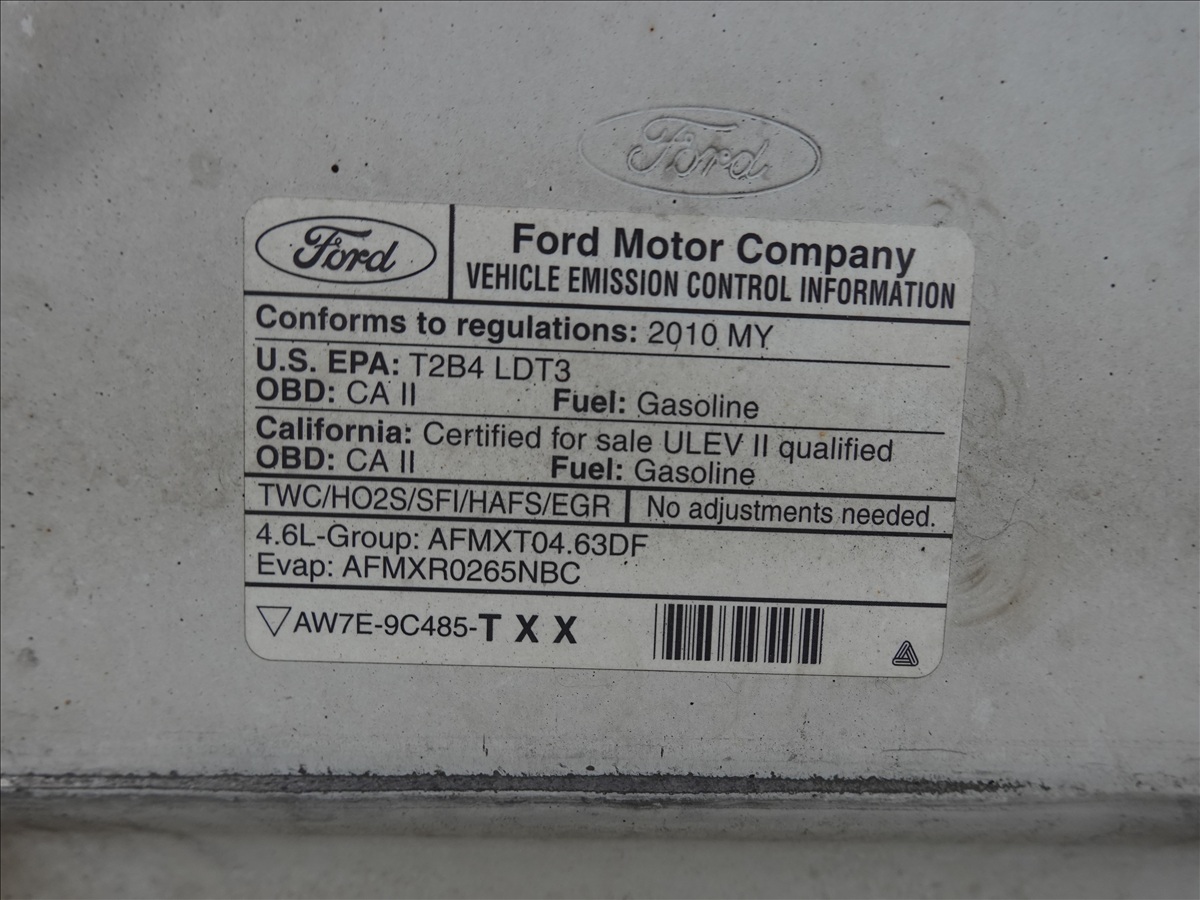 Ford
Ford
Ford Motor Company
VEHICLE EMISSION CONTROL INFORMATION
Conforms to regulations: 2010 MY
U.S. EPA: T2B4 LDT3
OBD: CA II Fuel: Gasoline
California: Certified for sale ULEV II qualified
OBD: CA II Fuel: Gasoline
TWC/HO2S/SFI/HAFS/EGR No adjustments needed.
4.6L-Group: AFMXT04.63DF
Evap: AFMXR0265NBC
AW7E-9C485-T X X